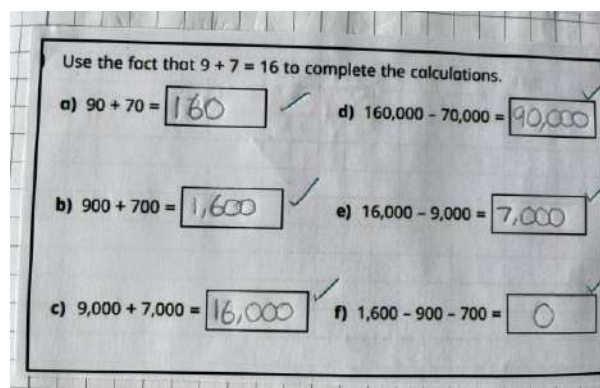 Use the fact that 9 + 7 = 16 to complete the calculations.
a) 90 + 70 = 160
d) 160,000 - 70,000 = 90,000
b) 900 + 700 = 1,600
e) 16,000 - 9,000 = 7,000
c) 9,000 + 7,000 = 16,000
f) 1,600 - 900 - 700 = 0